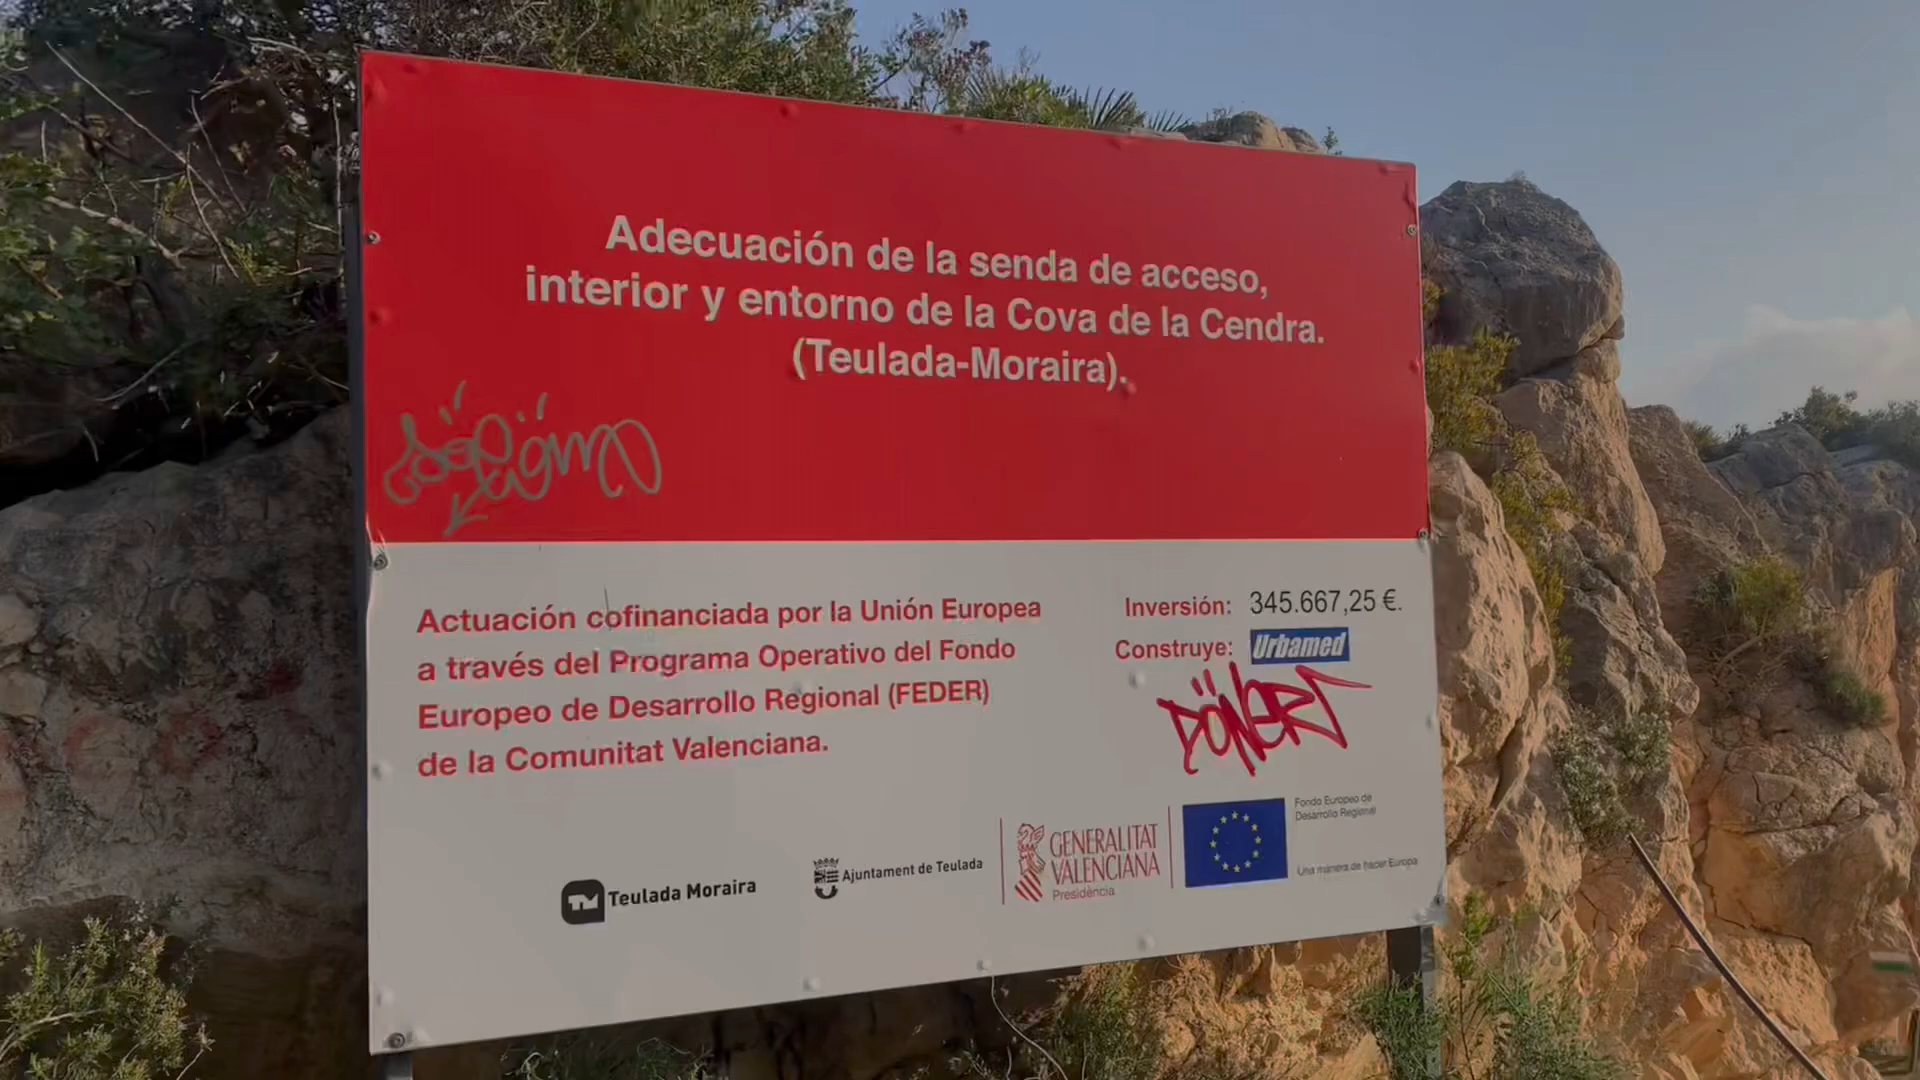 Adecuación de la senda de acceso,
interior y entorno de la Cova de la Cendra.
(Teulada-Moraira).
Actuación cofinanciada por la Unión Europea
a través del Programa Operativo del Fondo
Europeo de Desarrollo Regional (FEDER)
de la Comunitat Valenciana.
Inversión: 345.667,25 €.
Construye: Urbamed
DÖNERS
TM Teulada Moraira
Ajuntament de Teulada
GENERALITAT
VALENCIANA
Presidència
Fondo Europeo de
Desarrollo Regional
Una manera de hacer Europa